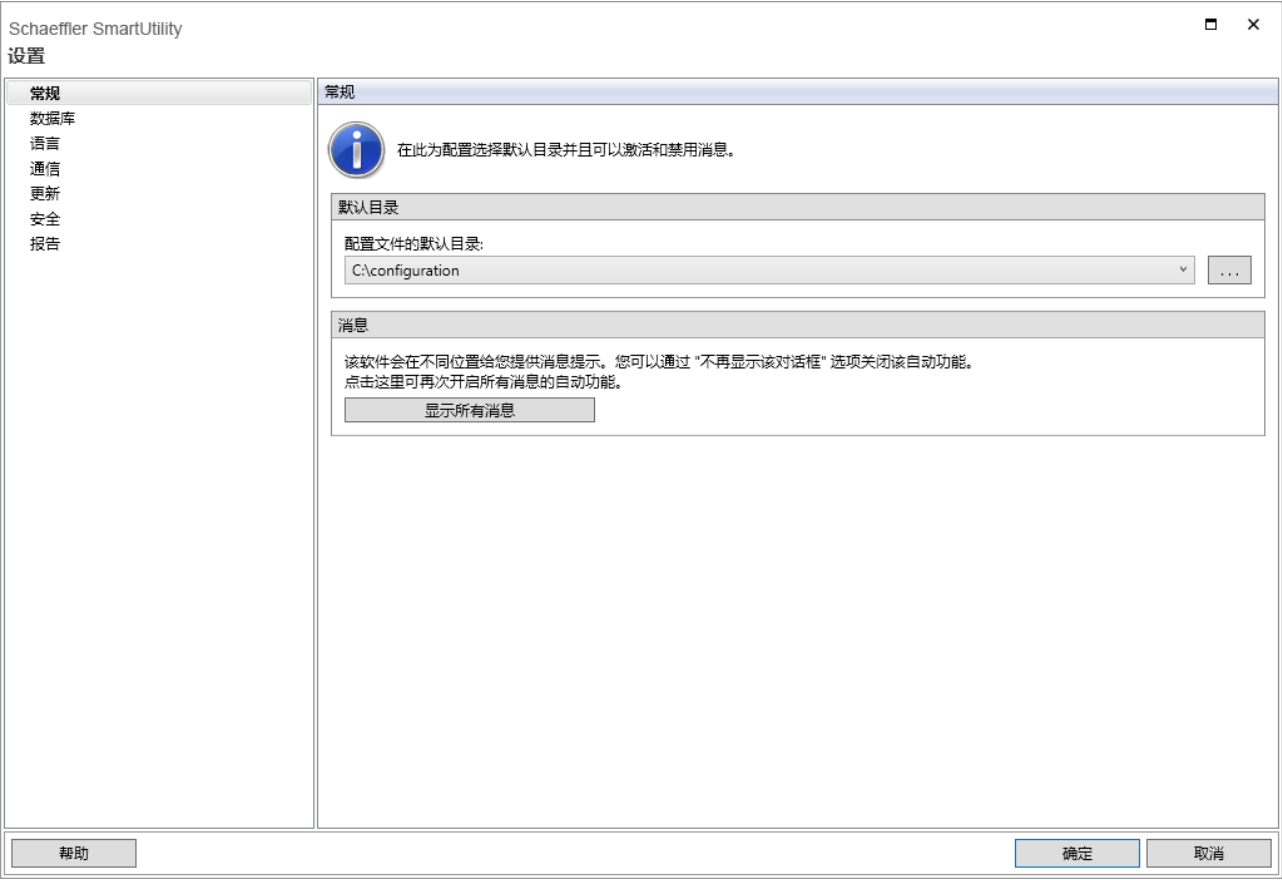 Schaeffler SmartUtility
设置
常规
数据库
语言
通信
更新
安全
报告
常规
在此为配置选择默认目录并且可以激活和禁用消息。
默认目录
配置文件的默认目录:
C:\configuration
...
消息
该软件会在不同位置给您提供消息提示。您可以通过 "不再显示该对话框" 选项关闭该自动功能。
点击这里可再次开启所有消息的自动功能。
显示所有消息
帮助
确定
取消